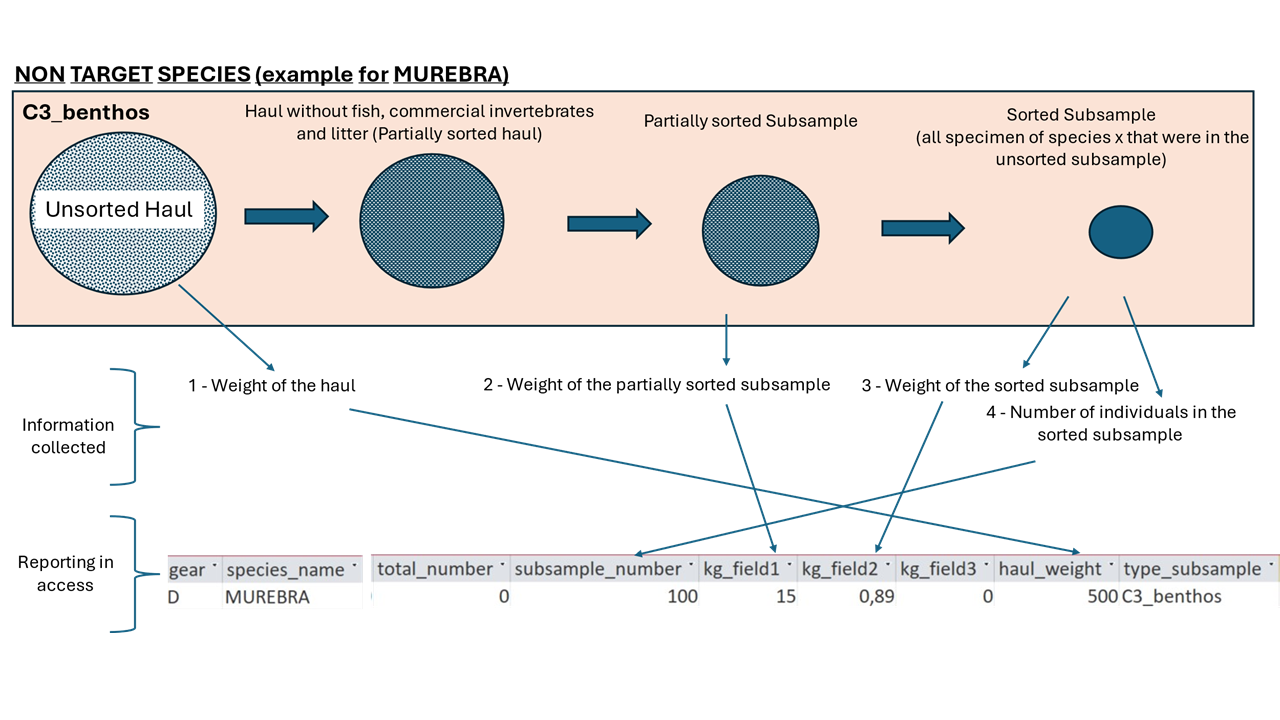 NON TARGET SPECIES (example for MUREBRA)
C3_benthos
Haul without fish, commercial invertebrates
and litter (Partially sorted haul)
Partially sorted Subsample
Sorted Subsample
(all specimen of species x that were in the
unsorted subsample)
Unsorted Haul
1 - Weight of the haul
2 - Weight of the partially sorted subsample
3 - Weight of the sorted subsample
4 - Number of individuals in the
sorted subsample
Information
collected
Reporting in
access
gear species_name total_number subsample_number kg_field1 kg_field2 kg_field3 haul_weight type_subsample
D MUREBRA 0 100 15 0,89 0 500 C3_benthos